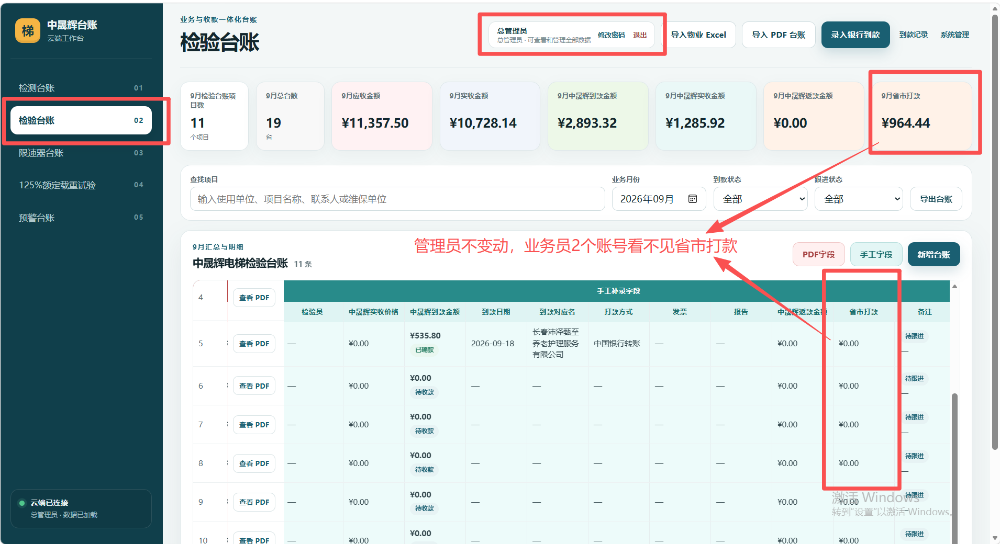 梯
中晟辉台账
云端工作台
检测台账 01
检验台账 02
限速器台账 03
125%额定载重试验 04
预警台账 05
云端已连接
总管理员 · 数据已加载
业务与收款一体化台账
检验台账
总管理员
总管理员 · 可查看和管理全部数据
修改密码 退出
导入物业 Excel
导入 PDF 台账
录入银行到款
到款记录
系统管理
9月检验台账项目数
11
个项目
9月总台数
19
台
9月应收金额
¥11,357.50
9月实收金额
¥10,728.14
9月中晟辉到款金额
¥2,893.32
9月中晟辉实收金额
¥1,285.92
9月中晟辉返款金额
¥0.00
9月省市打款
¥964.44
查找项目
输入使用单位、项目名称、联系人或维保单位
业务月份
2026年09月
到款状态
全部
跟进状态
全部
导出台账
管理员不变动，业务员2个账号看不见省市打款
9月汇总与明细
中晟辉电梯检验台账 11 条
PDF字段
手工字段
新增台账
手工补录字段
检验员 中晟辉实收价格 中晟辉到款金额 到款日期 到款对应名 打款方式 发票 报告 中晟辉返款金额 省市打款 备注
4 查看 PDF
5 查看 PDF — ¥0.00 ¥535.80 已确款 2026-09-18 长春沛泽甄至养老护理服务有限公司 中国银行转账 — — ¥0.00 ¥0.00 待跟进 —
6 查看 PDF — ¥0.00 ¥0.00 待收款 — — — — — ¥0.00 ¥0.00 待跟进 —
7 查看 PDF — ¥0.00 ¥0.00 待收款 — — — — — ¥0.00 ¥0.00 待跟进 —
8 查看 PDF — ¥0.00 ¥0.00 待收款 — — — — — ¥0.00 ¥0.00 待跟进 —
9 查看 PDF — ¥0.00 ¥0.00 待收款 — — — — — ¥0.00 ¥0.00 待跟进
10 查看 PDF — ¥0.00 ¥0.00 — — — — — ¥0.00 ¥0.00 待跟进
激活 Windows
转到“设置”以激活 Windows。